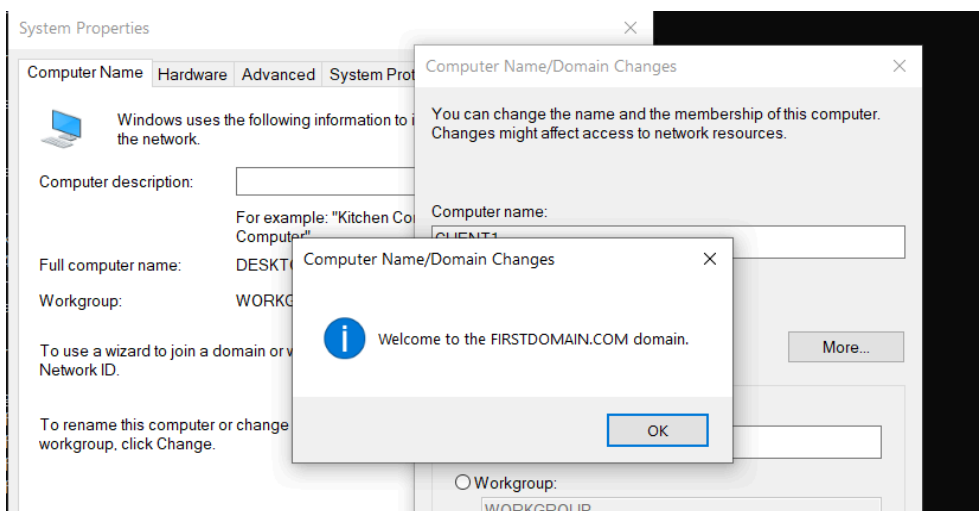 System Properties
Computer Name
Hardware
Advanced
System Prot
Windows uses the following information to i
the network.
Computer description:
For example: "Kitchen Co
Computer"
Full computer name:
DESKT
Workgroup:
WORKG
To use a wizard to join a domain or w
Network ID.
To rename this computer or change
workgroup, click Change.
Computer Name/Domain Changes
You can change the name and the membership of this computer.
Changes might affect access to network resources.
Computer name:
CLIENT1
More...
Workgroup:
WORKGROUP
Computer Name/Domain Changes
Welcome to the FIRSTDOMAIN.COM domain.
OK